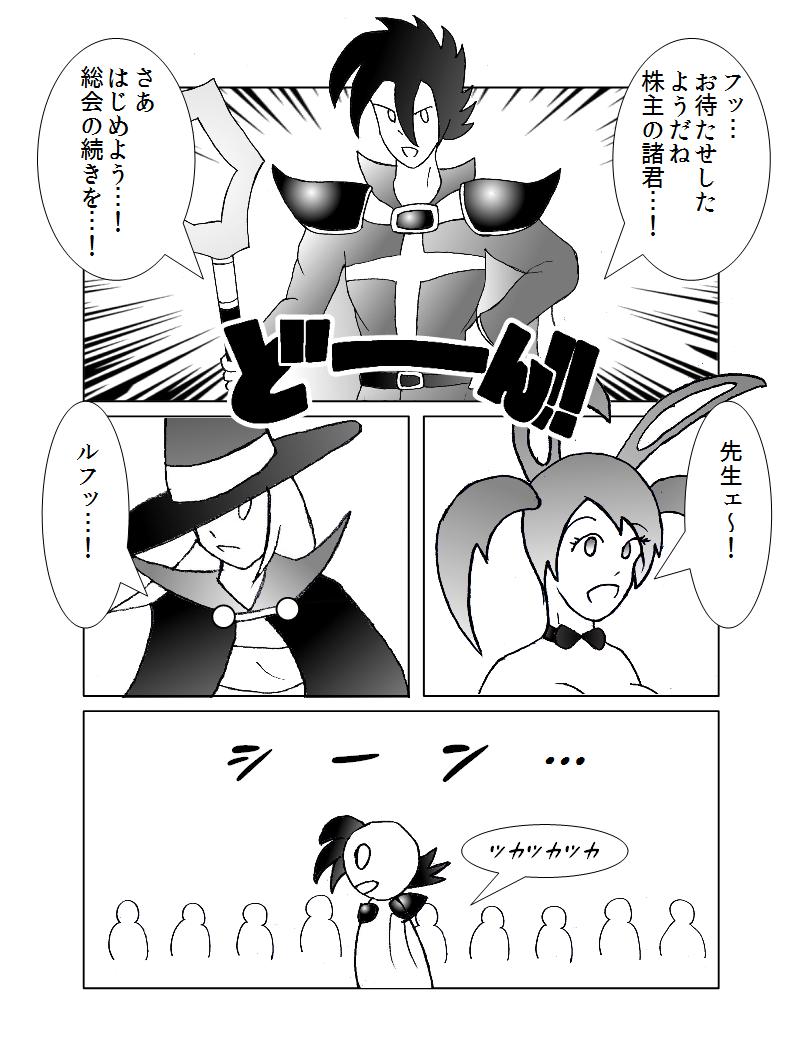 フッ…
お待たせした
ようだね
株主の諸君…!
さあ
はじめよう…!
総会の続きを…!
どーーん!!
先生ェ～!
ルフッ…!
シーン…
ツカツカツカ